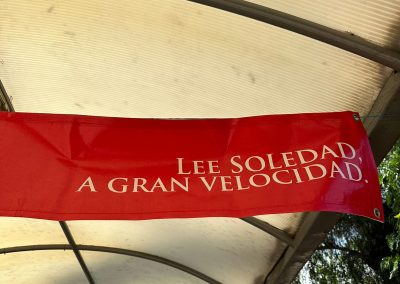 LEE SOLEDAD,
A GRAN VELOCIDAD.